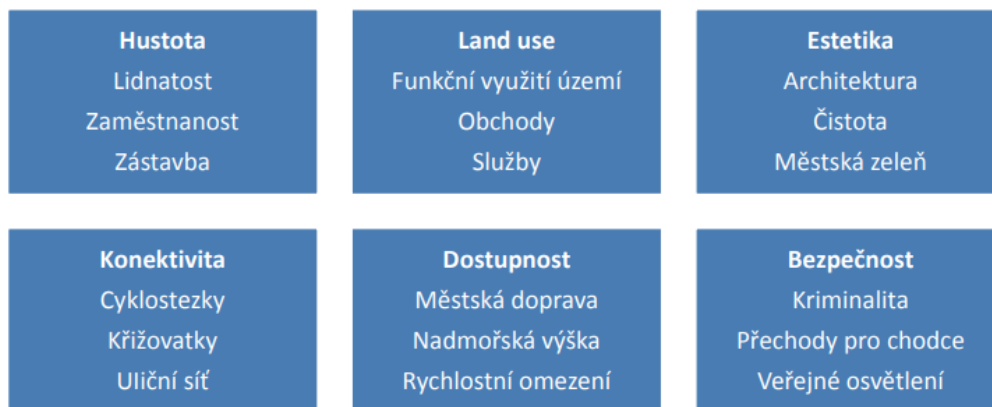 Hustota
Lidnatost
Zaměstnanost
Zástavba
Land use
Funkční využití území
Obchody
Služby
Estetika
Architektura
Čistota
Městská zeleň
Konektivita
Cyklostezky
Křižovatky
Uliční síť
Dostupnost
Městská doprava
Nadmořská výška
Rychlostní omezení
Bezpečnost
Kriminalita
Přechody pro chodce
Veřejné osvětlení